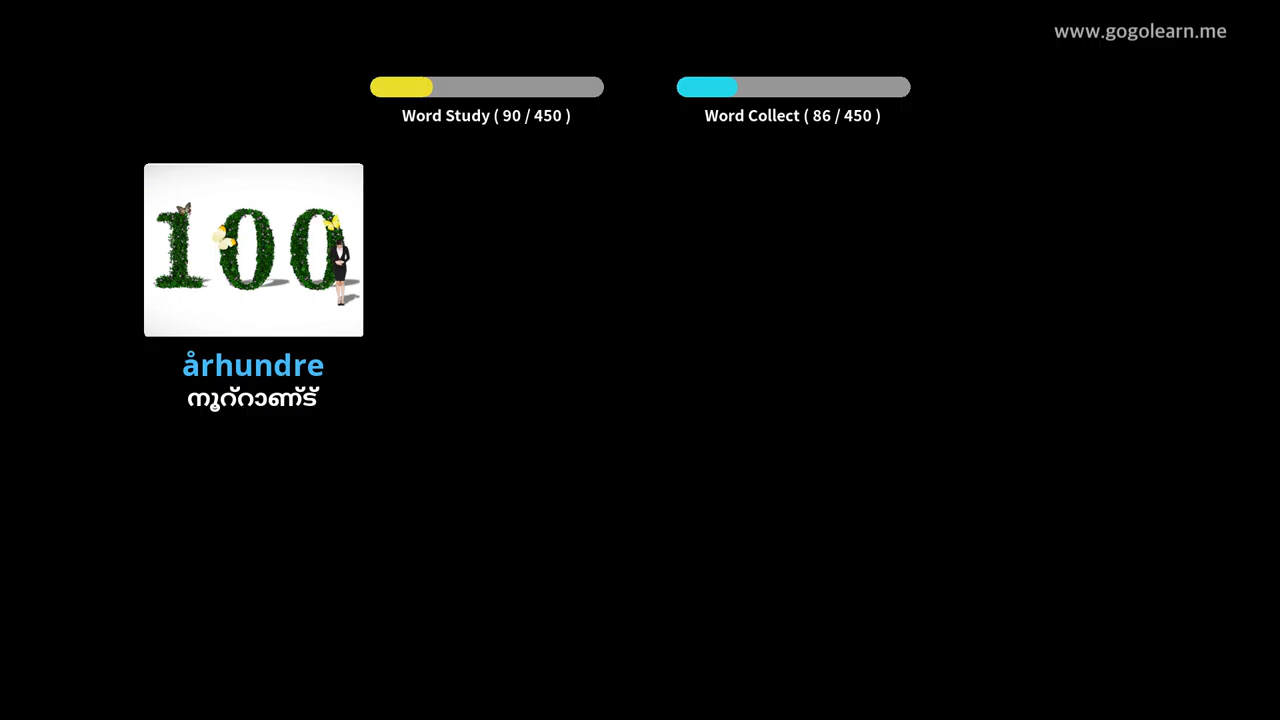 www.gogolearn.me
Word Study ( 90 / 450 )
Word Collect ( 86 / 450 )
100
århundre
നൂറ്റാണ്ട്